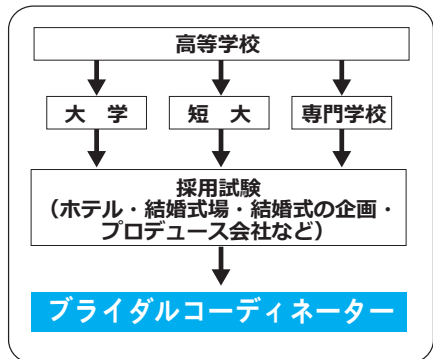 高等学校
大　学
短　大
専門学校
採用試験
（ホテル・結婚式場・結婚式の企画・
プロデュース会社など）
ブライダルコーディネーター